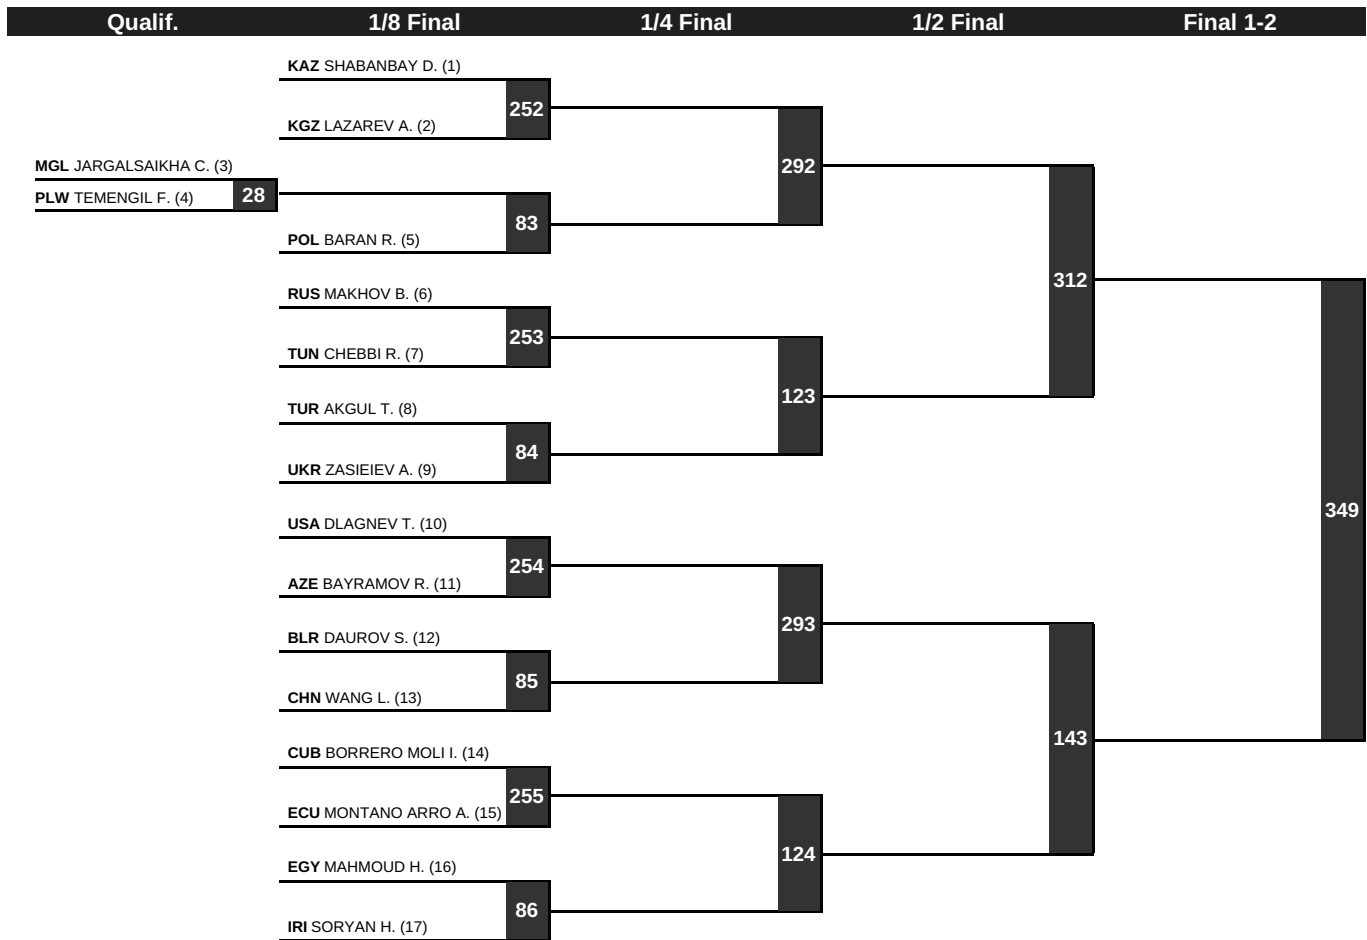 Qualif. 1/8 Final 1/4 Final 1/2 Final Final 1-2
KAZ SHABANBAY D. (1)
252
KGZ LAZAREV A. (2)
MGL JARGALSAIKHA C. (3)
292
PLW TEMENGIL F. (4) 28
83
POL BARAN R. (5)
312
RUS MAKHOV B. (6)
253
TUN CHEBBI R. (7)
123
TUR AKGUL T. (8)
84
UKR ZASIEIEV A. (9)
349
USA DLAGNEV T. (10)
254
AZE BAYRAMOV R. (11)
293
BLR DAUROV S. (12)
85
CHN WANG L. (13)
143
CUB BORRERO MOLI I. (14)
255
ECU MONTANO ARRO A. (15)
124
EGY MAHMOUD H. (16)
86
IRI SORYAN H. (17)